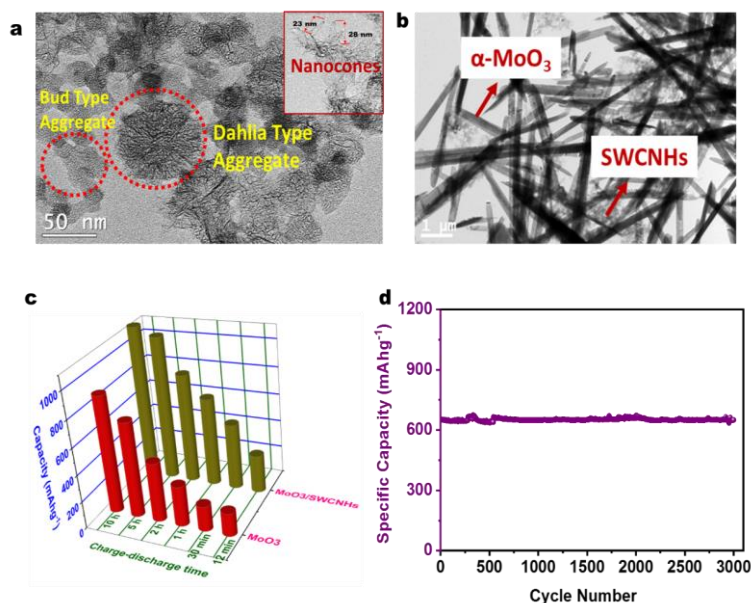 a
23 nm
28 nm
Nanocones
Bud Type
Aggregate
Dahlia Type
Aggregate
50 nm
b
α-MoO₃
SWCNHs
1 μm
c
Capacity (mAhg⁻¹)
1000
800
600
400
200
0
10 h
5 h
2 h
1 h
30 min
12 min
Charge-discharge time
MoO3/SWCNHs
MoO3
d
Specific Capacity (mAhg⁻¹)
1200
900
600
300
0
0 500 1000 1500 2000 2500 3000
Cycle Number